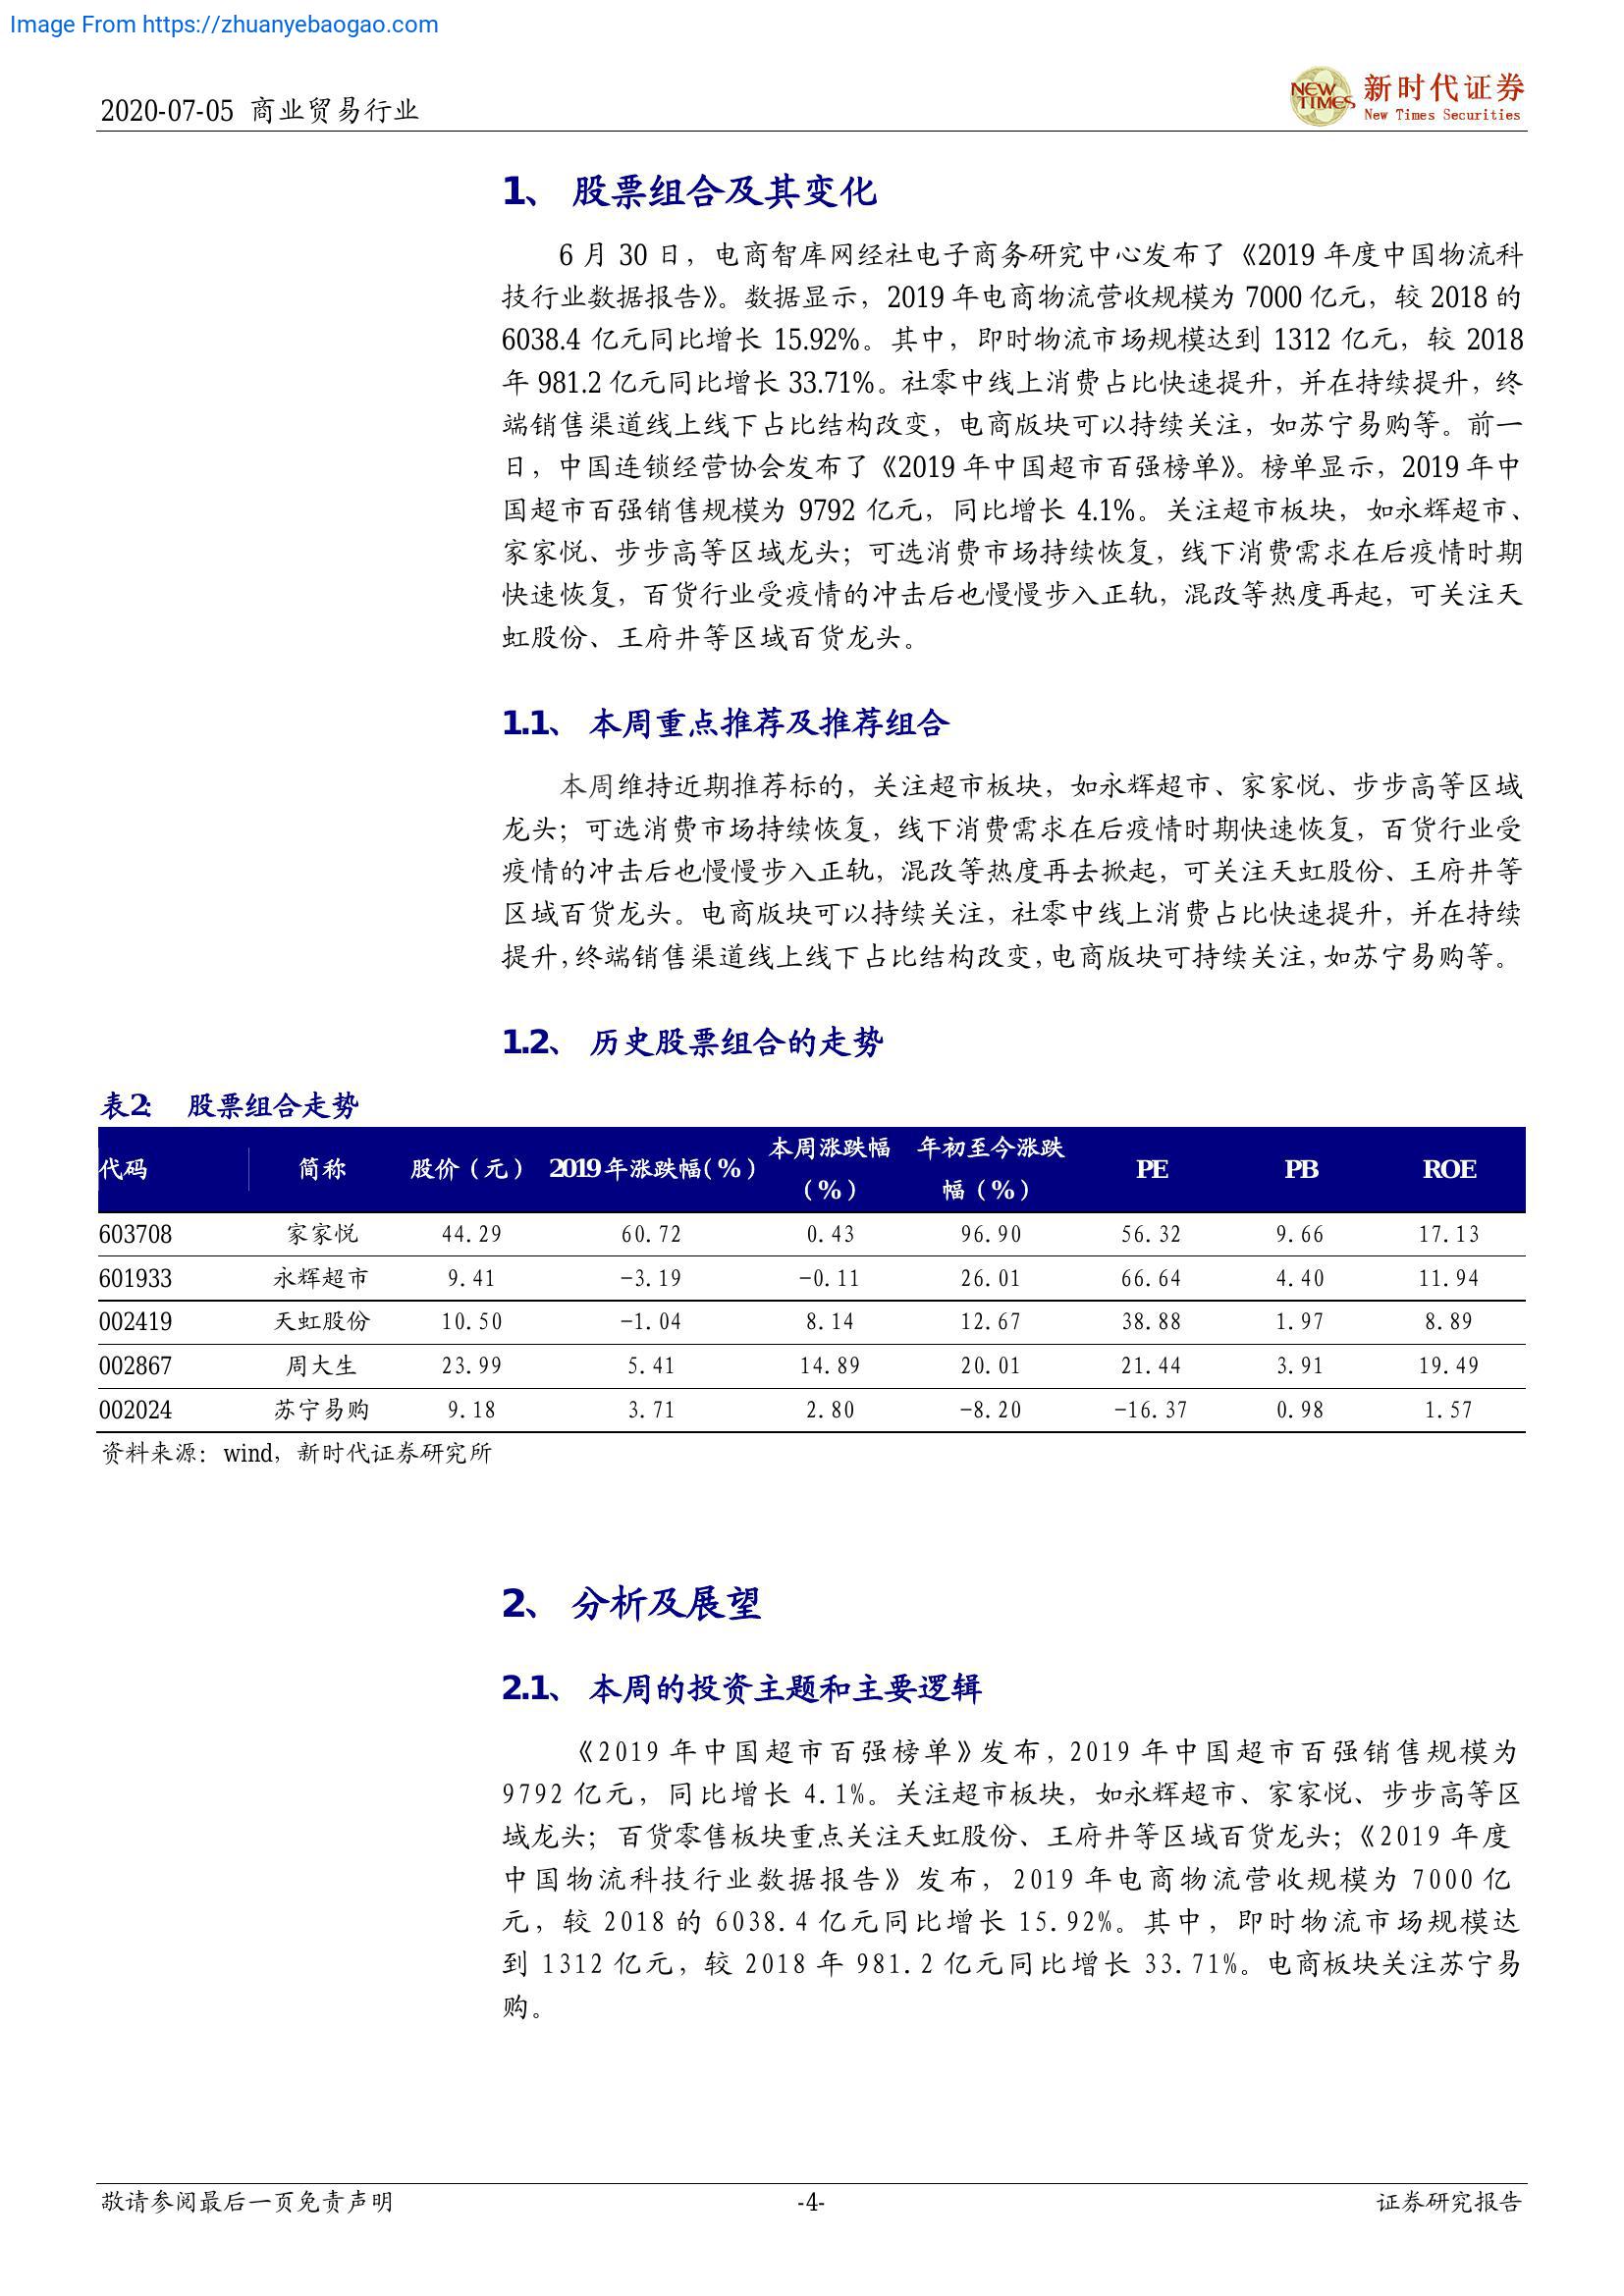 Image From https://zhuanyebaogao.com
2020-07-05 商业贸易行业
NEW TIMES
新时代证券
New Times Securities
1、 股票组合及其变化
6 月 30 日，电商智库网经社电子商务研究中心发布了《2019 年度中国物流科
技行业数据报告》。数据显示，2019 年电商物流营收规模为 7000 亿元，较 2018 的
6038.4 亿元同比增长 15.92%。其中，即时物流市场规模达到 1312 亿元，较 2018
年 981.2 亿元同比增长 33.71%。社零中线上消费占比快速提升，并在持续提升，终
端销售渠道线上线下占比结构改变，电商版块可以持续关注，如苏宁易购等。前一
日，中国连锁经营协会发布了《2019 年中国超市百强榜单》。榜单显示，2019 年中
国超市百强销售规模为 9792 亿元，同比增长 4.1%。关注超市板块，如永辉超市、
家家悦、步步高等区域龙头；可选消费市场持续恢复，线下消费需求在后疫情时期
快速恢复，百货行业受疫情的冲击后也慢慢步入正轨，混改等热度再起，可关注天
虹股份、王府井等区域百货龙头。
1.1、 本周重点推荐及推荐组合
本周维持近期推荐标的，关注超市板块，如永辉超市、家家悦、步步高等区域
龙头；可选消费市场持续恢复，线下消费需求在后疫情时期快速恢复，百货行业受
疫情的冲击后也慢慢步入正轨，混改等热度再去掀起，可关注天虹股份、王府井等
区域百货龙头。电商版块可以持续关注，社零中线上消费占比快速提升，并在持续
提升，终端销售渠道线上线下占比结构改变，电商版块可持续关注，如苏宁易购等。
1.2、 历史股票组合的走势
表2： 股票组合走势
代码 简称 股价（元） 2019年涨跌幅(%) 本周涨跌幅（%） 年初至今涨跌幅（%） PE PB ROE
603708 家家悦 44.29 60.72 0.43 96.90 56.32 9.66 17.13
601933 永辉超市 9.41 -3.19 -0.11 26.01 66.64 4.40 11.94
002419 天虹股份 10.50 -1.04 8.14 12.67 38.88 1.97 8.89
002867 周大生 23.99 5.41 14.89 20.01 21.44 3.91 19.49
002024 苏宁易购 9.18 3.71 2.80 -8.20 -16.37 0.98 1.57
资料来源：wind，新时代证券研究所
2、 分析及展望
2.1、 本周的投资主题和主要逻辑
《2019 年中国超市百强榜单》发布，2019 年中国超市百强销售规模为
9792 亿元，同比增长 4.1%。关注超市板块，如永辉超市、家家悦、步步高等区
域龙头；百货零售板块重点关注天虹股份、王府井等区域百货龙头；《2019 年度
中国物流科技行业数据报告》发布，2019 年电商物流营收规模为 7000 亿
元，较 2018 的 6038.4 亿元同比增长 15.92%。其中，即时物流市场规模达
到 1312 亿元，较 2018 年 981.2 亿元同比增长 33.71%。电商板块关注苏宁易
购。
敬请参阅最后一页免责声明 -4- 证券研究报告